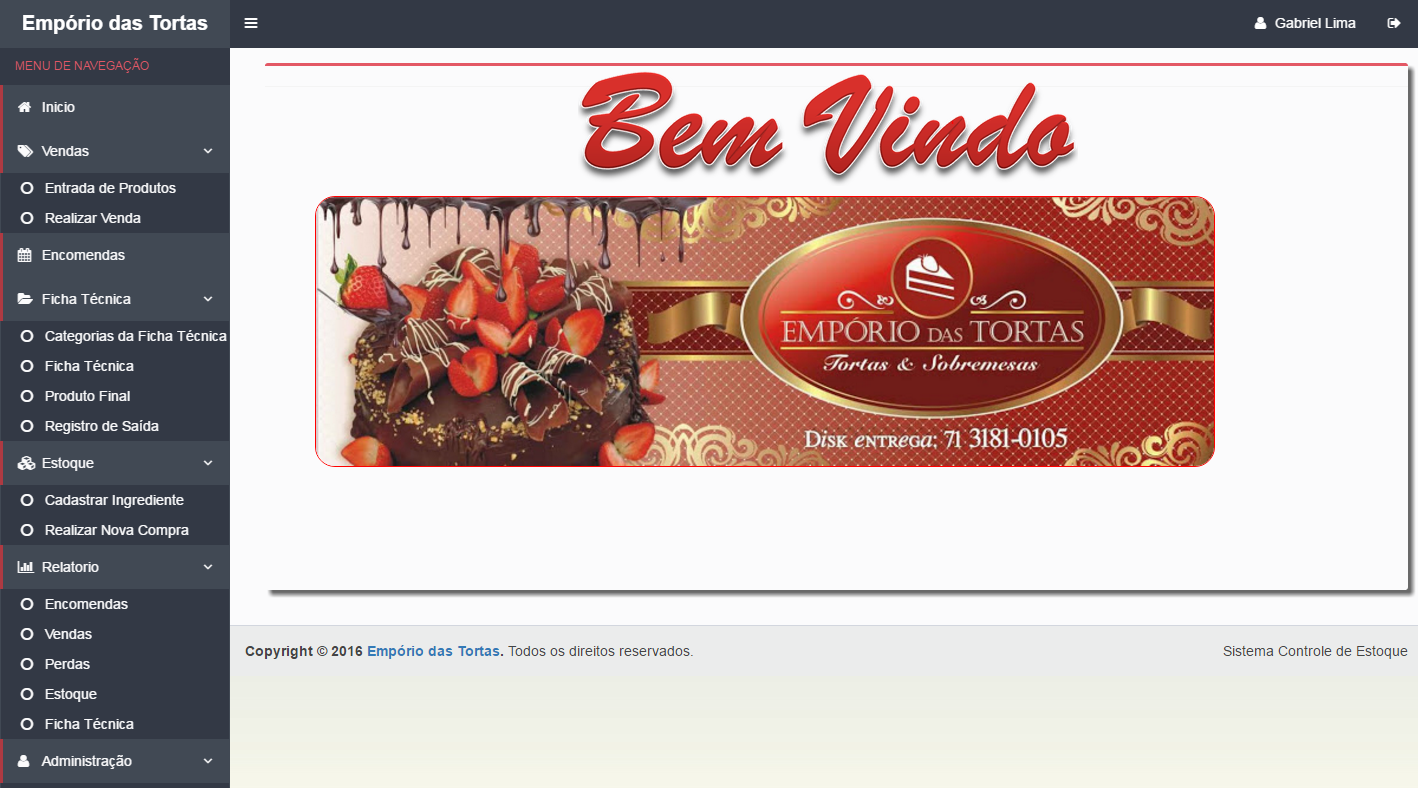 Empório das Tortas
Gabriel Lima
MENU DE NAVEGAÇÃO
Inicio
Vendas
Entrada de Produtos
Realizar Venda
Encomendas
Ficha Técnica
Categorias da Ficha Técnica
Ficha Técnica
Produto Final
Registro de Saída
Estoque
Cadastrar Ingrediente
Realizar Nova Compra
Relatorio
Encomendas
Vendas
Perdas
Estoque
Ficha Técnica
Administração
Bem Vindo
EMPÓRIO DAS TORTAS
Tortas & Sobremesas
Disk entrega: 71 3181-0105
Copyright © 2016 Empório das Tortas. Todos os direitos reservados.
Sistema Controle de Estoque